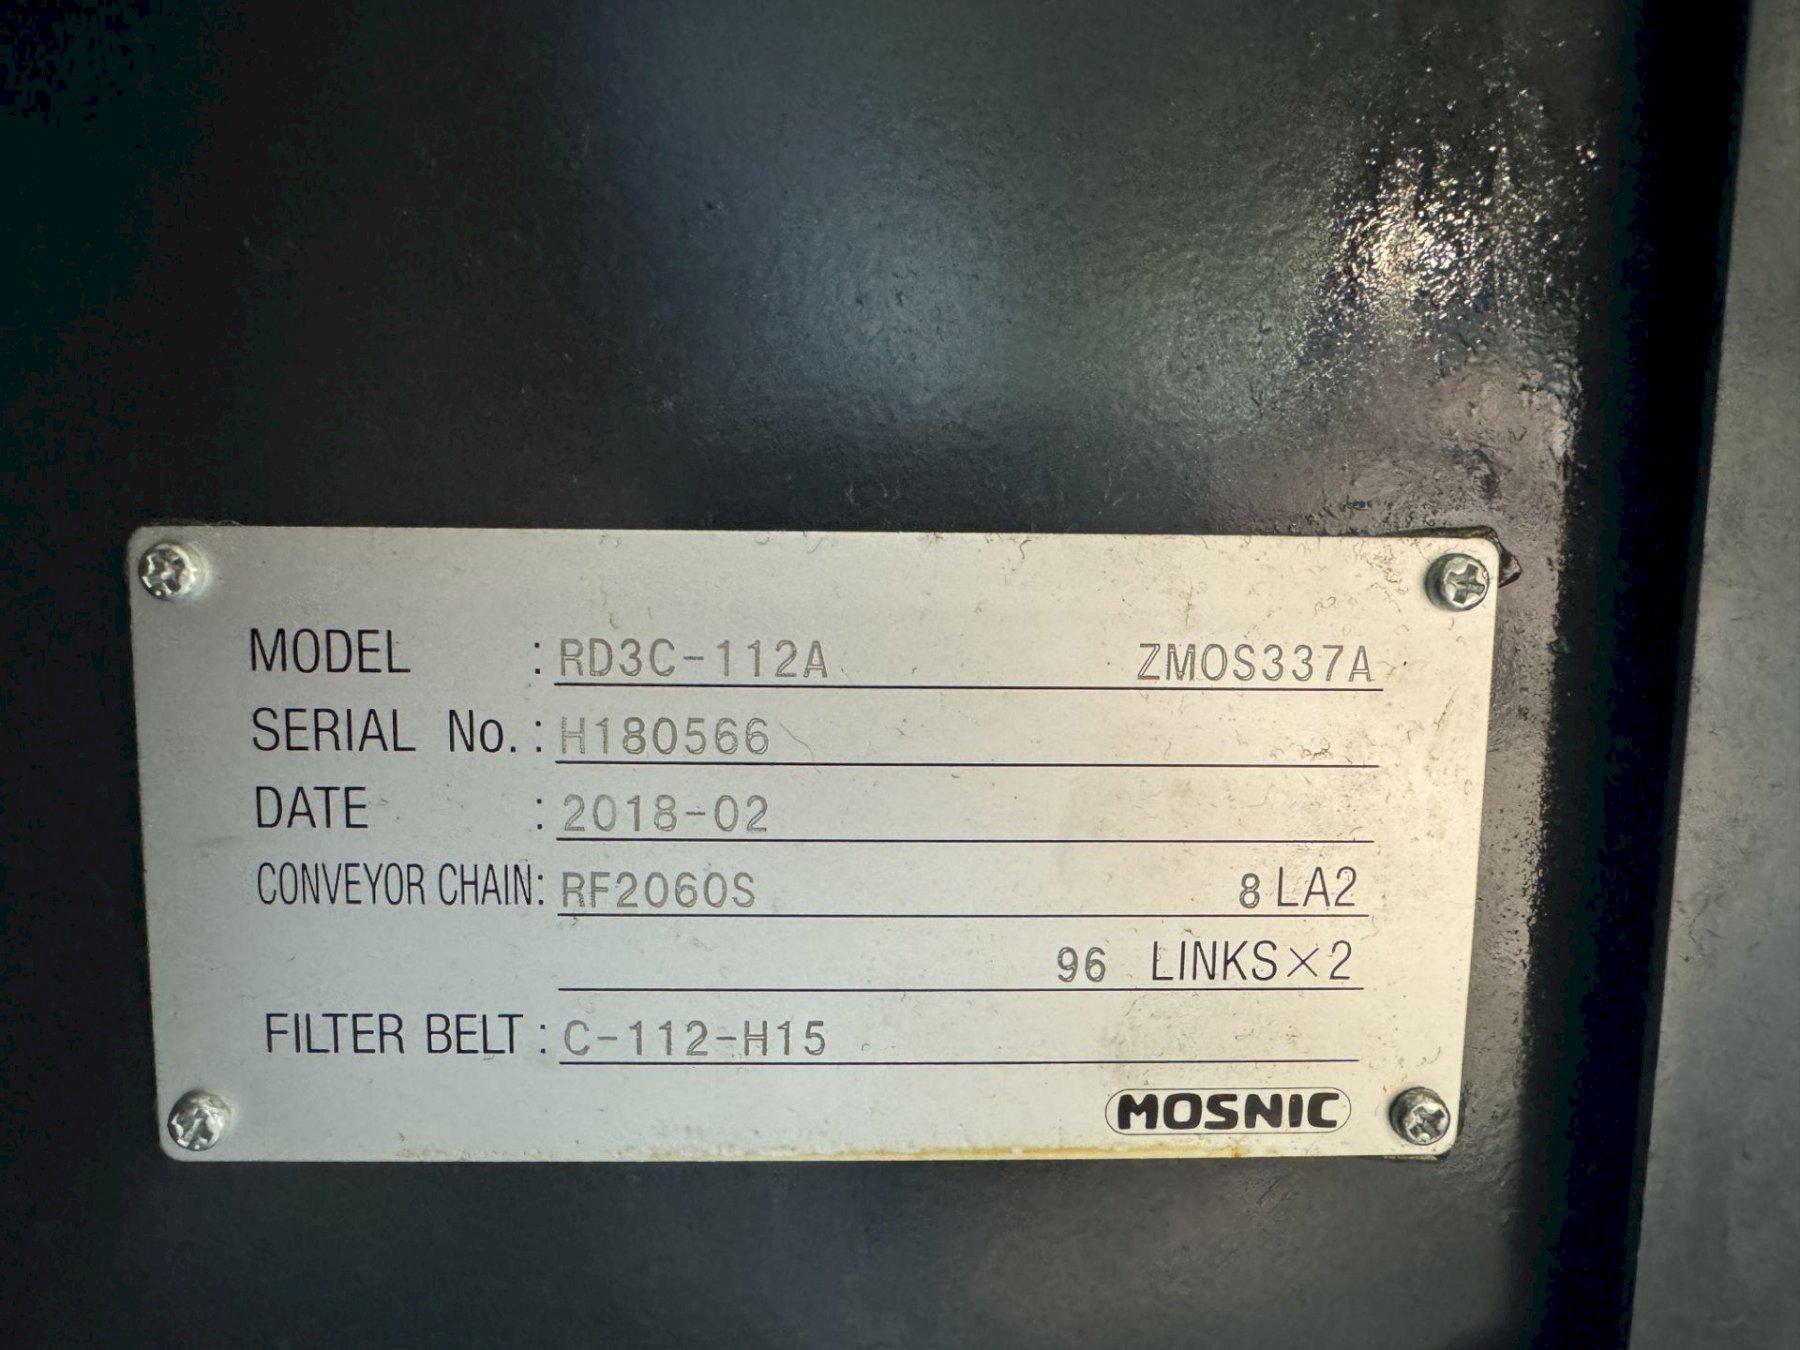 MODEL : RD3C-112A ZMOS337A
SERIAL No. : H180566
DATE : 2018-02
CONVEYOR CHAIN: RF2060S 8 LA2
96 LINKS×2
FILTER BELT : C-112-H15
MOSNIC